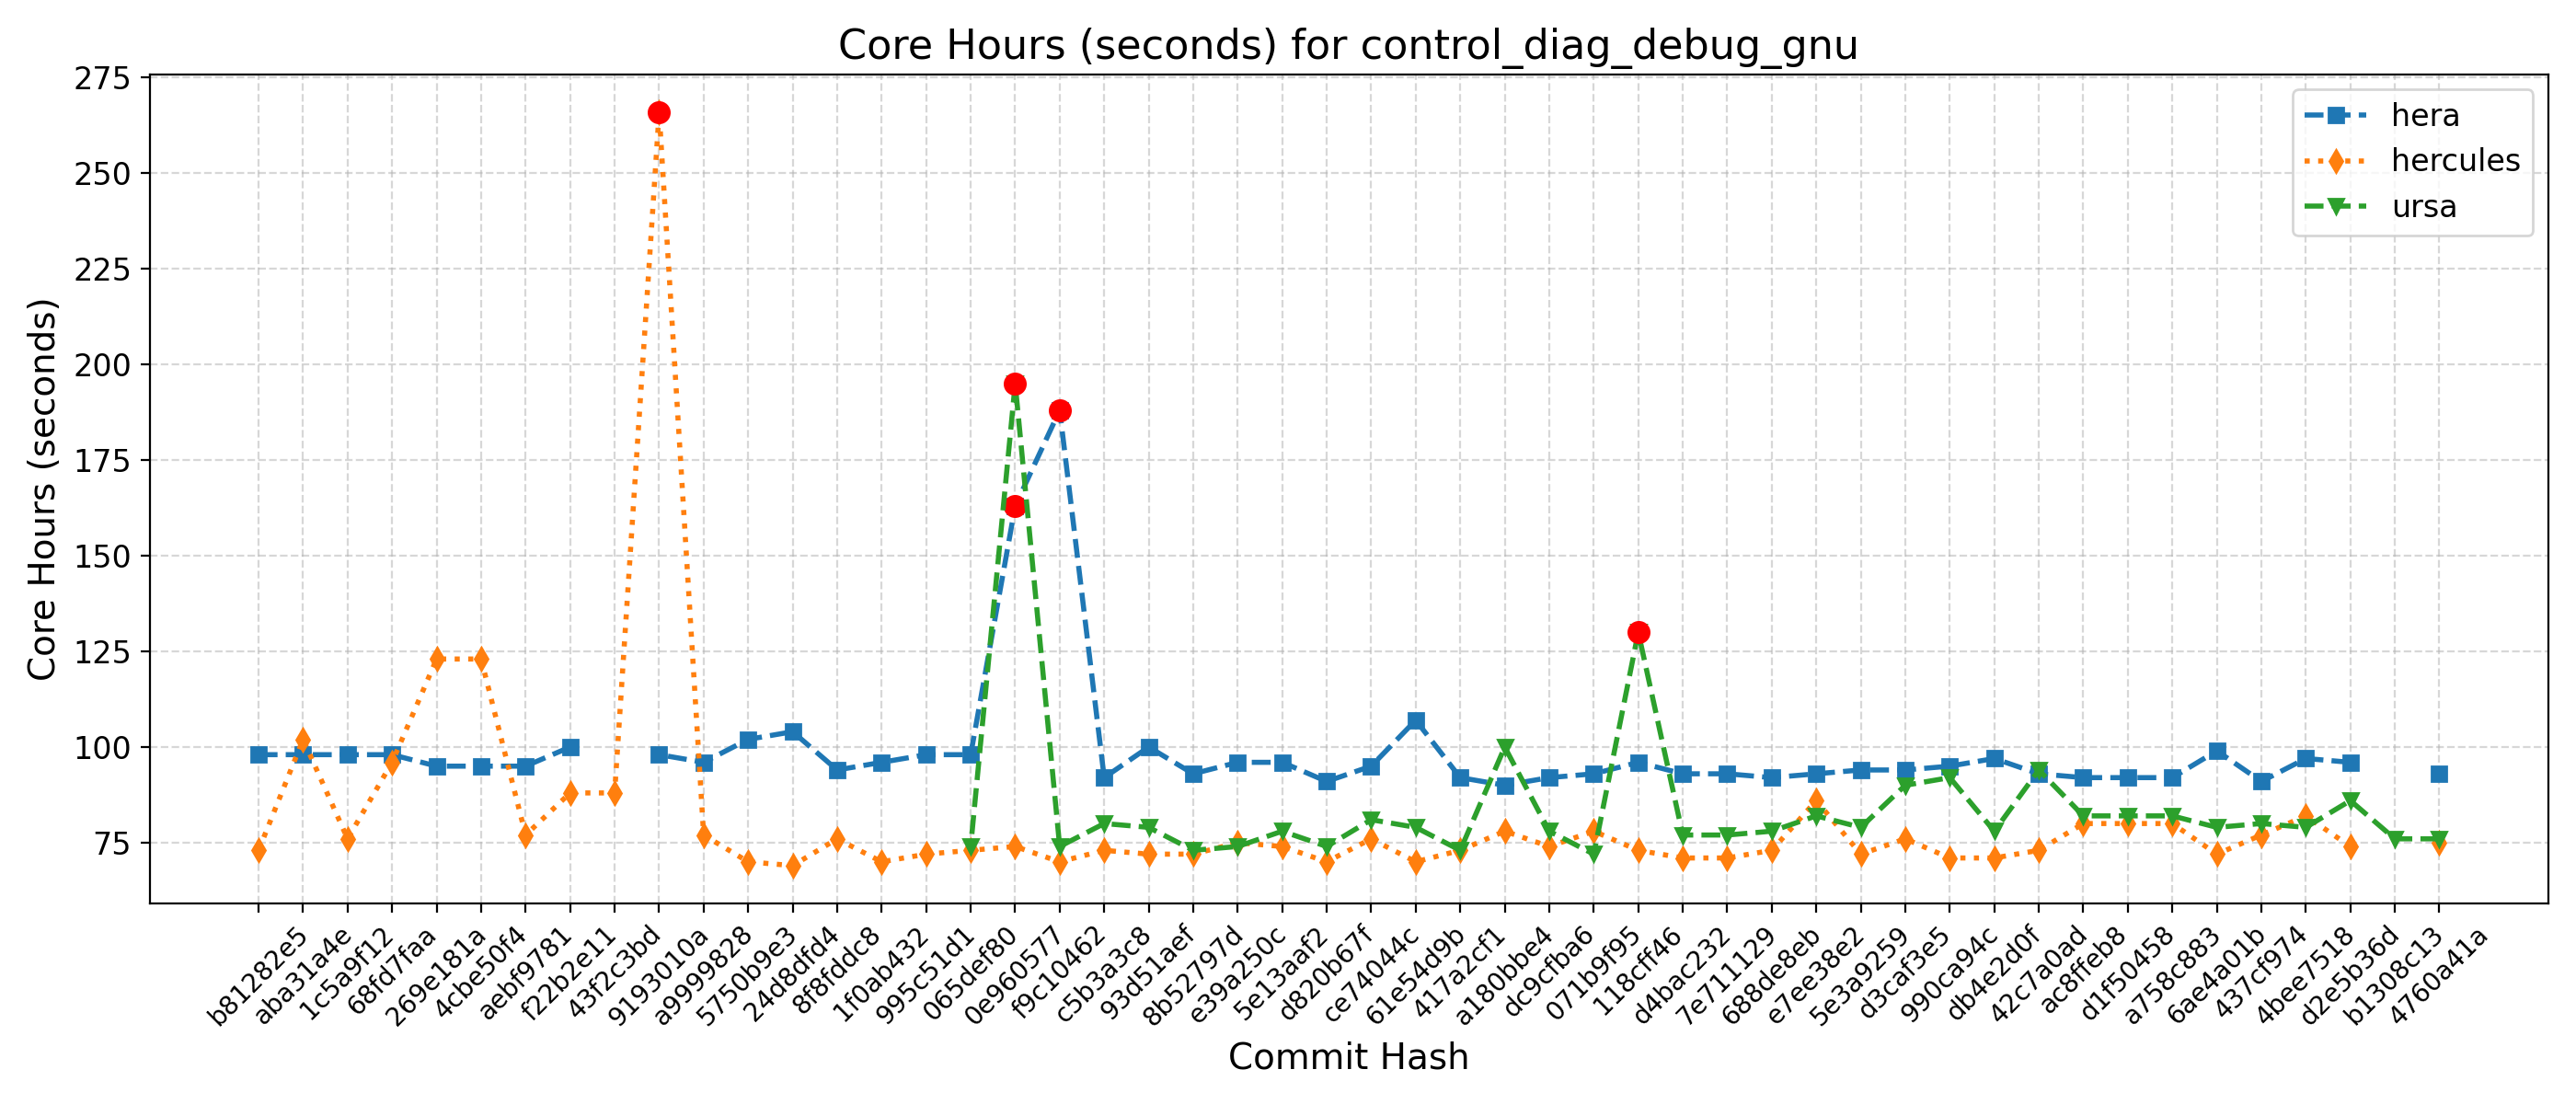 Core Hours (seconds) for control_diag_debug_gnu
Core Hours (seconds)
275
250
225
200
175
150
125
100
75
hera
hercules
ursa
b81282e5
aba31a4e
1c5a9f12
68fd7faa
269e181a
4cbe50f4
aebf9781
f22b2e11
43f2c3bd
9193010a
a9999828
5750b9e3
24d8dfd4
8f8fddc8
1f0ab432
995c51d1
065def80
0e960577
f9c10462
c5b3a3c8
93d51aef
8b52797d
e39a250c
5e13aaf2
d820b67f
ce74044c
61e54d9b
417a2cf1
a180bbe4
dc9cfba6
071b9f95
118cff46
d4bac232
7e711129
688de8eb
e7ee38e2
5e3a9259
d3caf3e5
990ca94c
db4e2d0f
42c7a0ad
ac8ffeb8
d1f50458
a758c883
6ae4a01b
437cf974
4bee7518
d2e5b36d
b1308c13
4760a41a
Commit Hash